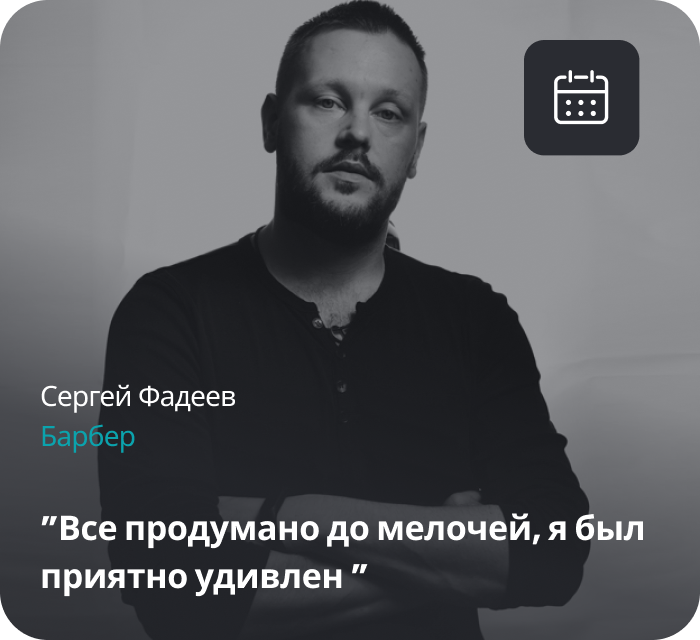 Сергей Фадеев
Барбер
”Все продумано до мелочей, я был
приятно удивлен ”